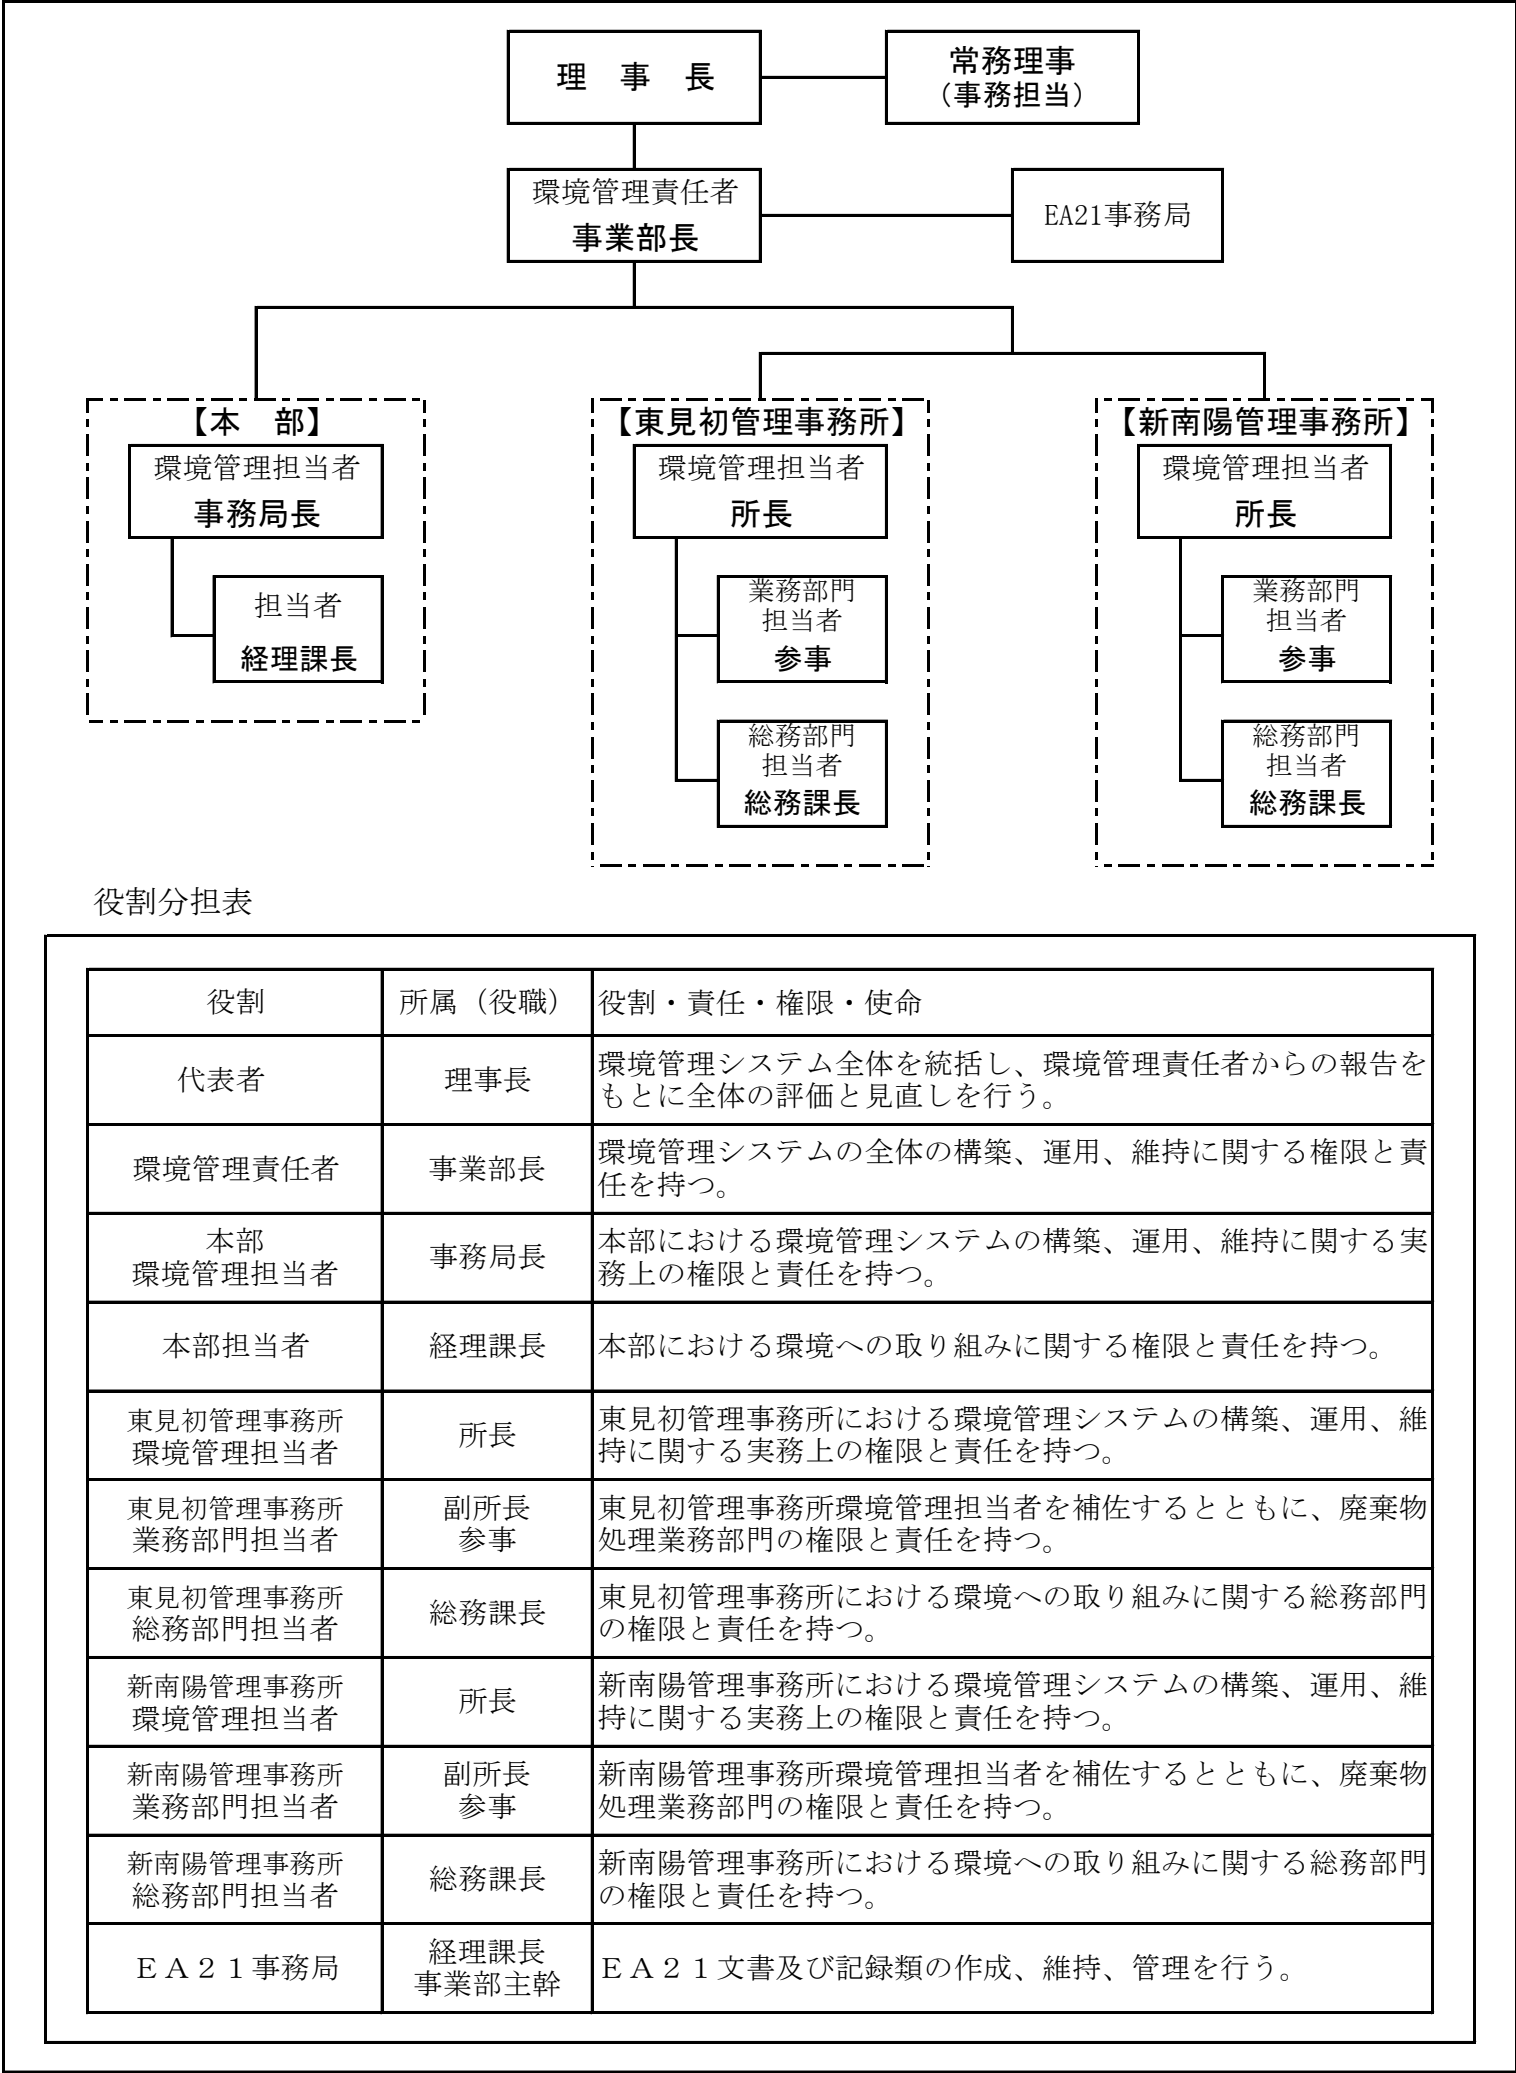 理　事　長
常務理事
（事務担当）
環境管理責任者
事業部長
EA21事務局
【本　部】
環境管理担当者
事務局長
担当者
経理課長
【東見初管理事務所】
環境管理担当者
所長
業務部門
担当者
参事
総務部門
担当者
総務課長
【新南陽管理事務所】
環境管理担当者
所長
業務部門
担当者
参事
総務部門
担当者
総務課長
役割分担表
役割
所属（役職）
役割・責任・権限・使命
代表者
理事長
環境管理システム全体を統括し、環境管理責任者からの報告を
もとに全体の評価と見直しを行う。
環境管理責任者
事業部長
環境管理システムの全体の構築、運用、維持に関する権限と責
任を持つ。
本部
環境管理担当者
事務局長
本部における環境管理システムの構築、運用、維持に関する実
務上の権限と責任を持つ。
本部担当者
経理課長
本部における環境への取り組みに関する権限と責任を持つ。
東見初管理事務所
環境管理担当者
所長
東見初管理事務所における環境管理システムの構築、運用、維
持に関する実務上の権限と責任を持つ。
東見初管理事務所
業務部門担当者
副所長
参事
東見初管理事務所環境管理担当者を補佐するとともに、廃棄物
処理業務部門の権限と責任を持つ。
東見初管理事務所
総務部門担当者
総務課長
東見初管理事務所における環境への取り組みに関する総務部門
の権限と責任を持つ。
新南陽管理事務所
環境管理担当者
所長
新南陽管理事務所における環境管理システムの構築、運用、維
持に関する実務上の権限と責任を持つ。
新南陽管理事務所
業務部門担当者
副所長
参事
新南陽管理事務所環境管理担当者を補佐するとともに、廃棄物
処理業務部門の権限と責任を持つ。
新南陽管理事務所
総務部門担当者
総務課長
新南陽管理事務所における環境への取り組みに関する総務部門
の権限と責任を持つ。
ＥＡ２１事務局
経理課長
事業部主幹
ＥＡ２１文書及び記録類の作成、維持、管理を行う。